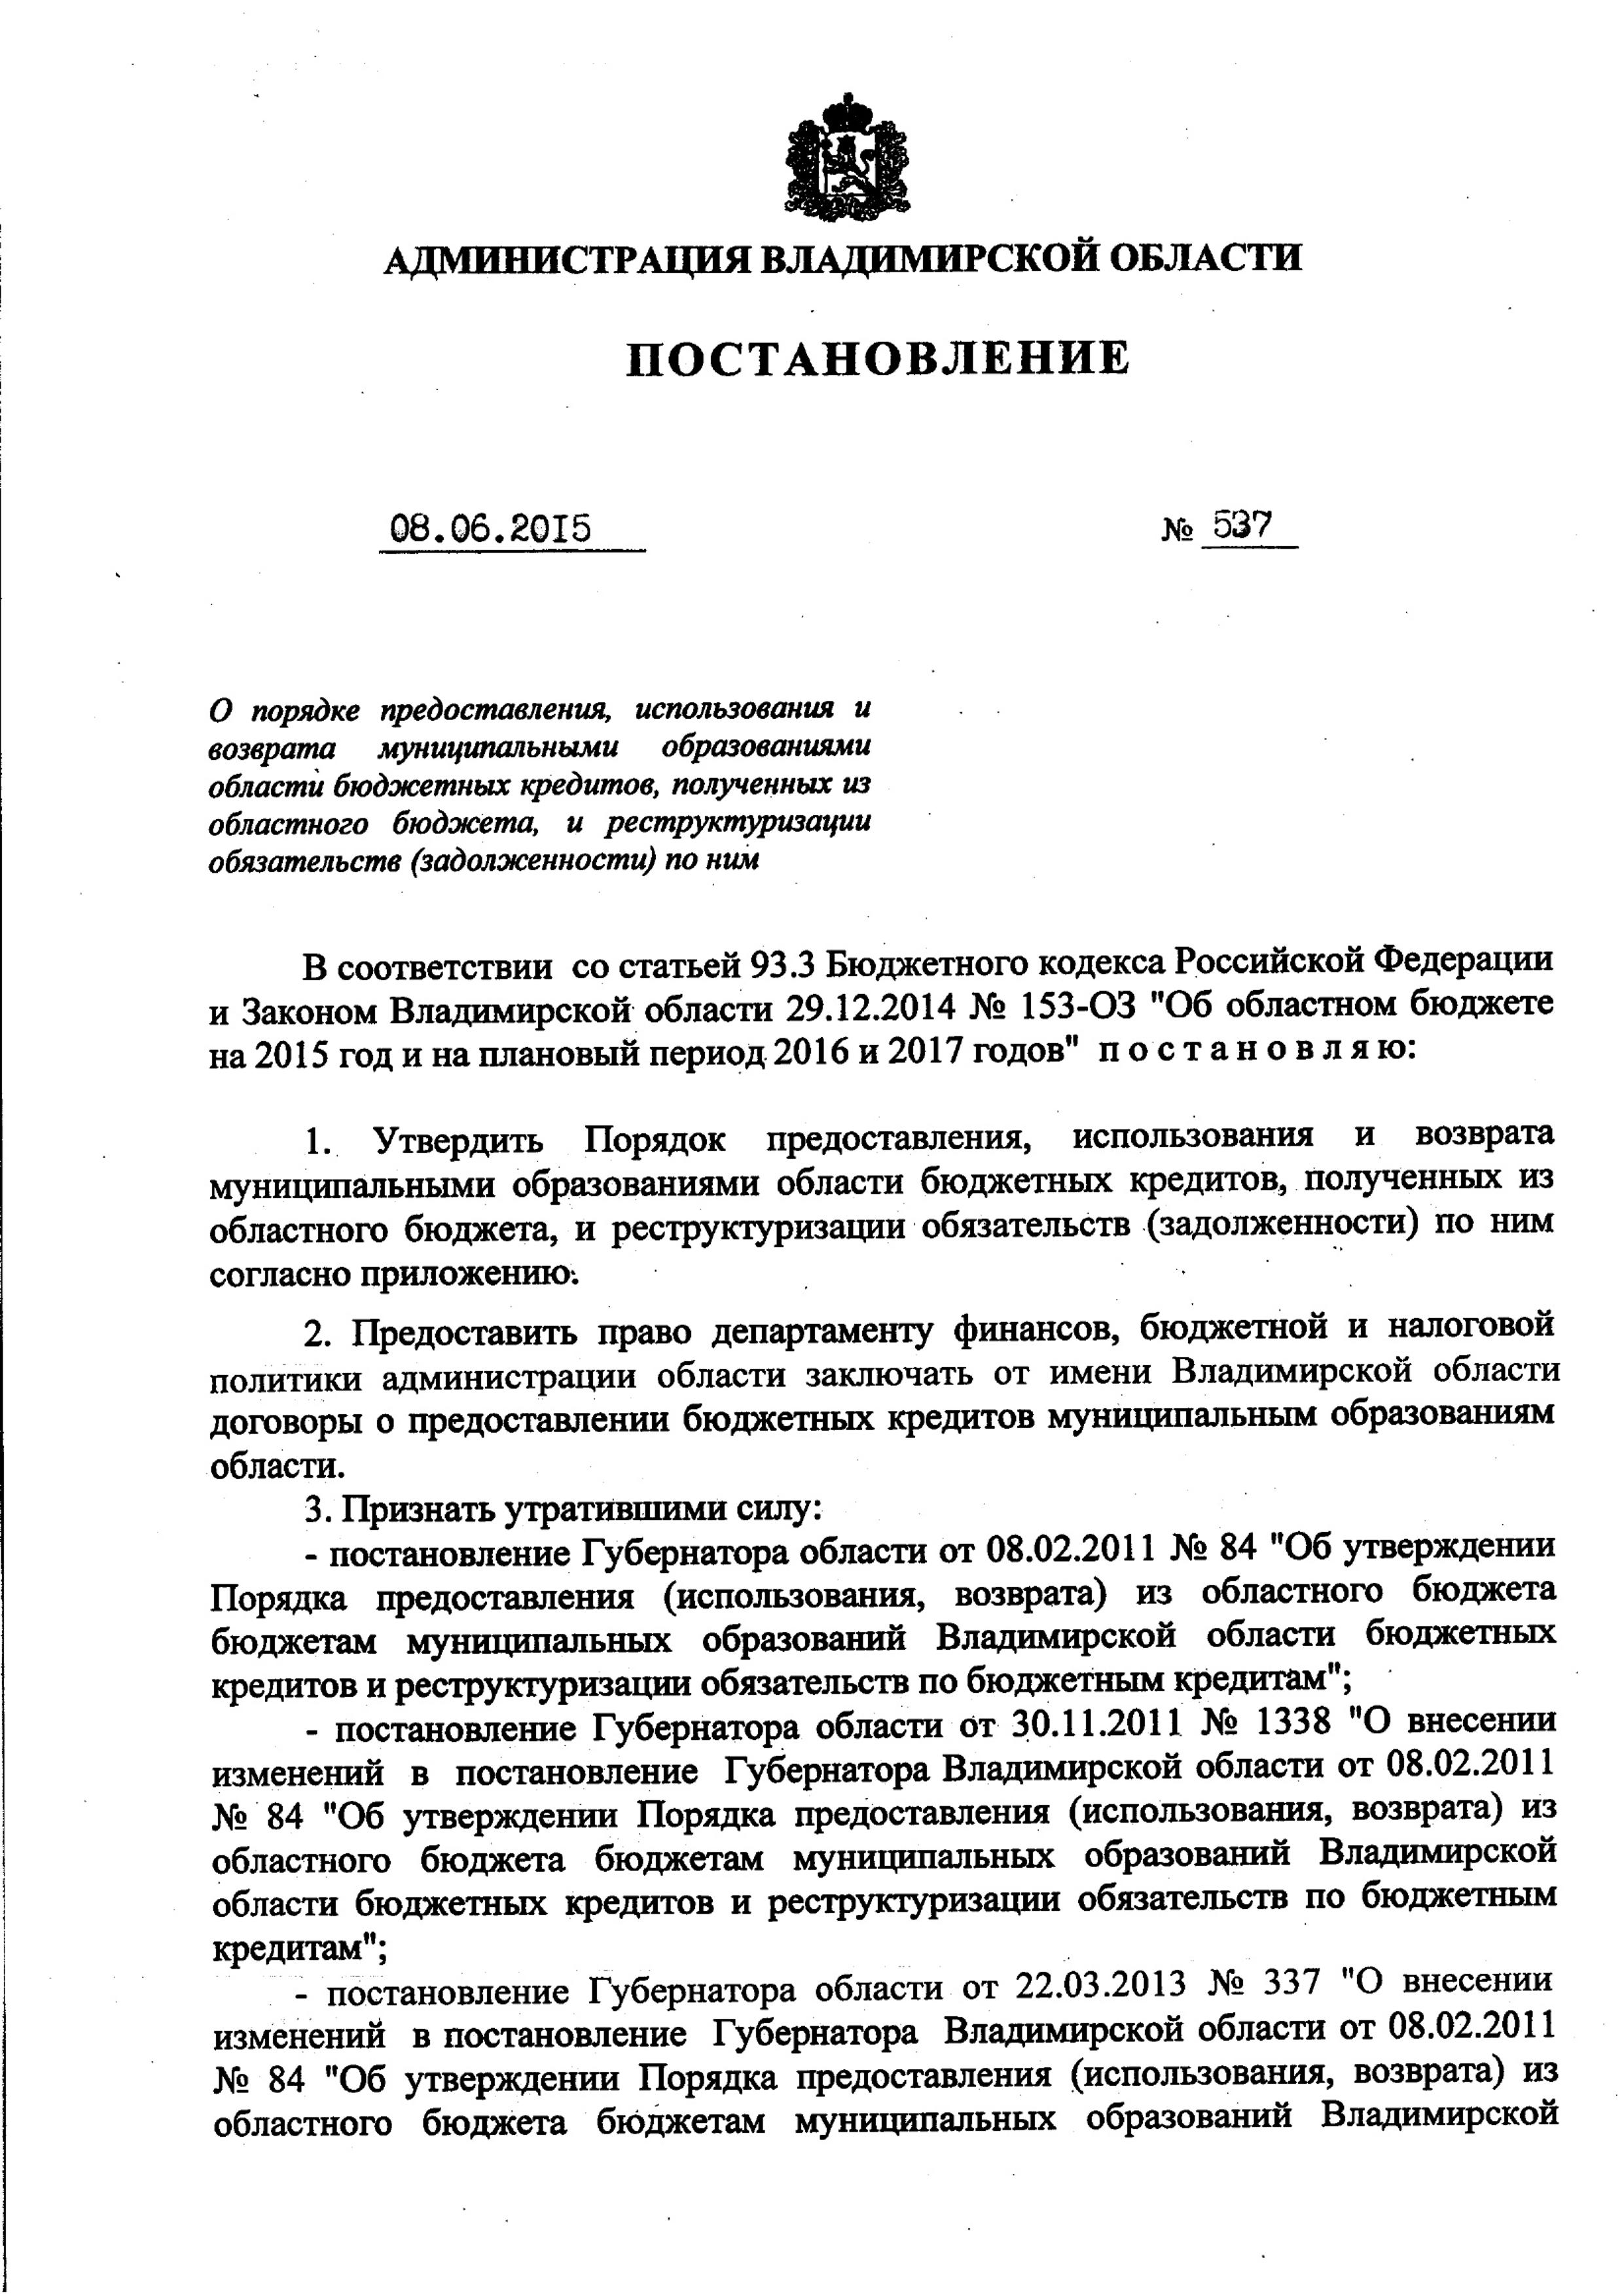 АДМИНИСТРАЦИЯ ВЛАДИМИРСКОЙ ОБЛАСТИ
ПОСТАНОВЛЕНИЕ
08.06.2015 № 537
О порядке предоставления, использования и
возврата муниципальными образованиями
области бюджетных кредитов, полученных из
областного бюджета, и реструктуризации
обязательств (задолженности) по ним
В соответствии со статьей 93.3 Бюджетного кодекса Российской Федерации
и Законом Владимирской области 29.12.2014 № 153-ОЗ "Об областном бюджете
на 2015 год и на плановый период 2016 и 2017 годов" п о с т а н о в л я ю:
1. Утвердить Порядок предоставления, использования и возврата
муниципальными образованиями области бюджетных кредитов, полученных из
областного бюджета, и реструктуризации обязательств (задолженности) по ним
согласно приложению.
2. Предоставить право департаменту финансов, бюджетной и налоговой
политики администрации области заключать от имени Владимирской области
договоры о предоставлении бюджетных кредитов муниципальным образованиям
области.
3. Признать утратившими силу:
- постановление Губернатора области от 08.02.2011 № 84 "Об утверждении
Порядка предоставления (использования, возврата) из областного бюджета
бюджетам муниципальных образований Владимирской области бюджетных
кредитов и реструктуризации обязательств по бюджетным кредитам";
- постановление Губернатора области от 30.11.2011 № 1338 "О внесении
изменений в постановление Губернатора Владимирской области от 08.02.2011
№ 84 "Об утверждении Порядка предоставления (использования, возврата) из
областного бюджета бюджетам муниципальных образований Владимирской
области бюджетных кредитов и реструктуризации обязательств по бюджетным
кредитам";
- постановление Губернатора области от 22.03.2013 № 337 "О внесении
изменений в постановление Губернатора Владимирской области от 08.02.2011
№ 84 "Об утверждении Порядка предоставления (использования, возврата) из
областного бюджета бюджетам муниципальных образований Владимирской